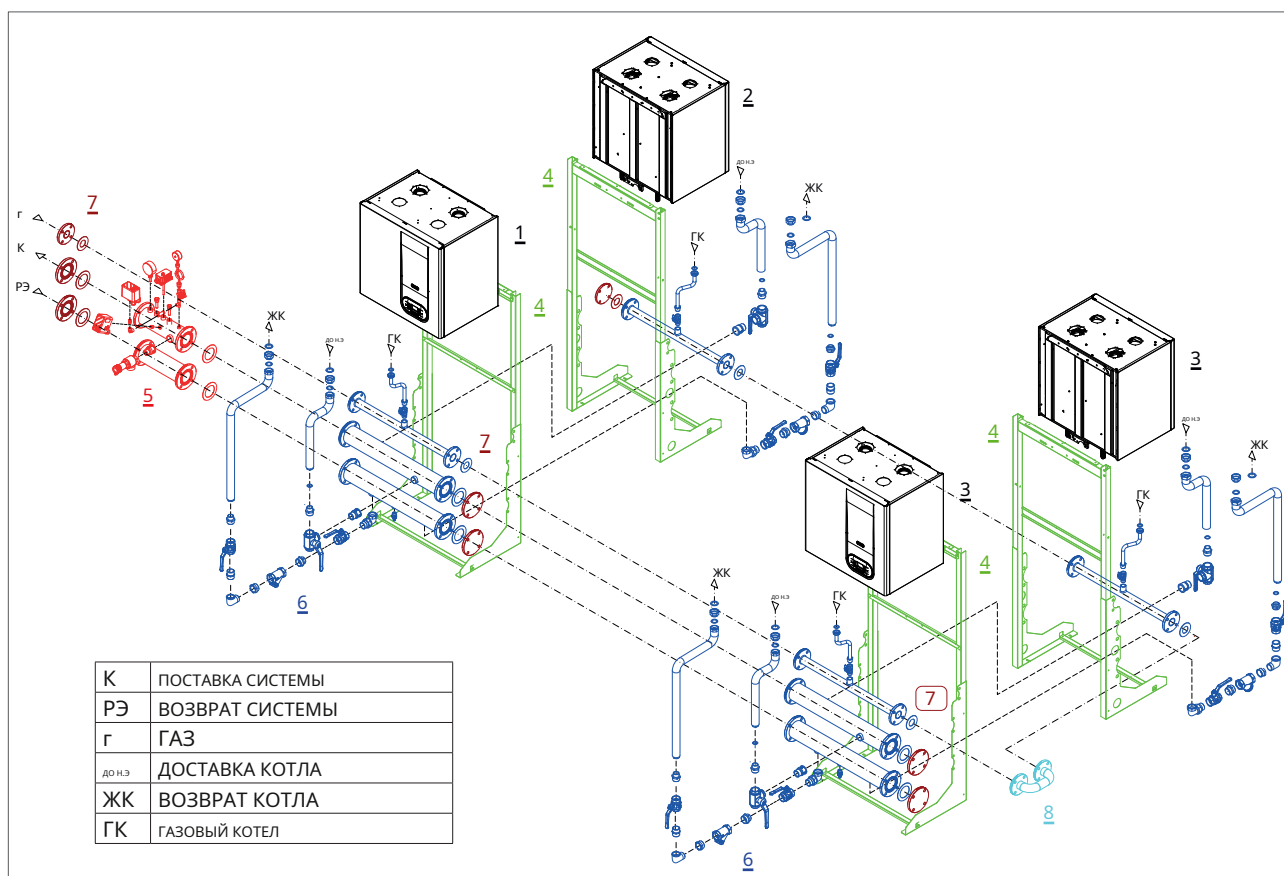 2
до н.э
4
ЖК
7
г
1
ГК
К
РЭ
4
3
ЖК
до н.э
ГК
5
до н.э
4
7
ЖК
3
ГК
4
6
ЖК
до н.э
ГК
7
К ПОСТАВКА СИСТЕМЫ
РЭ ВОЗВРАТ СИСТЕМЫ
г ГАЗ
до н.э ДОСТАВКА КОТЛА
ЖК ВОЗВРАТ КОТЛА
ГК ГАЗОВЫЙ КОТЕЛ
8
6